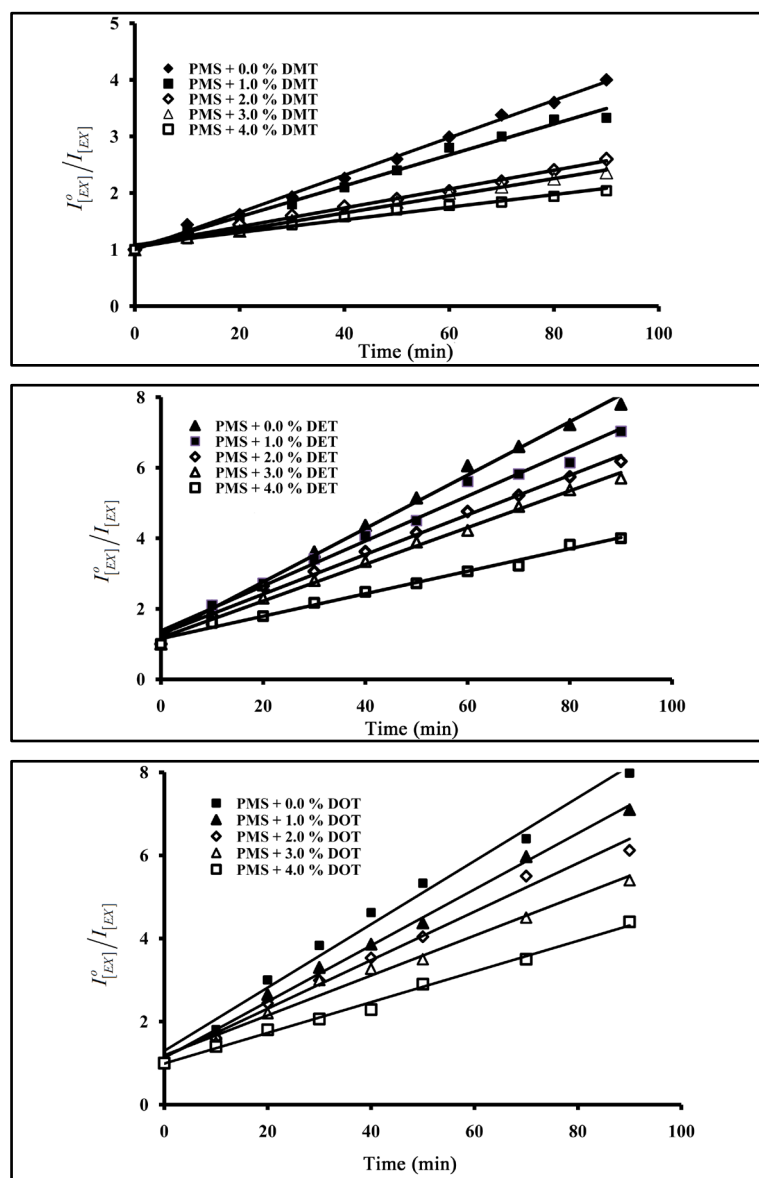 5
4
3
2
1
0
0 20 40 60 80 100
I°[EX]/I[EX]
PMS + 0.0 % DMT
PMS + 1.0 % DMT
PMS + 2.0 % DMT
PMS + 3.0 % DMT
PMS + 4.0 % DMT
Time (min)
8
6
4
2
0
0 20 40 60 80 100
I°[EX]/I[EX]
PMS + 0.0 % DET
PMS + 1.0 % DET
PMS + 2.0 % DET
PMS + 3.0 % DET
PMS + 4.0 % DET
Time (min)
8
6
4
2
0
0 20 40 60 80 100
I°[EX]/I[EX]
PMS + 0.0 % DOT
PMS + 1.0 % DOT
PMS + 2.0 % DOT
PMS + 3.0 % DOT
PMS + 4.0 % DOT
Time (min)